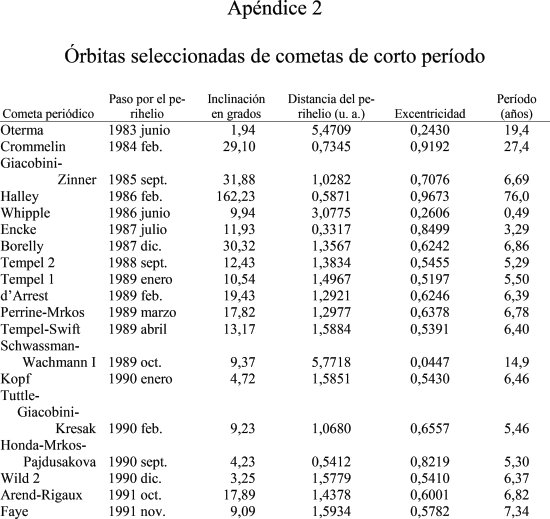 Apéndice 2
Órbitas seleccionadas de cometas de corto período
Cometa periódico Paso por el pe-
rihelio Inclinación
en grados Distancia del pe-
rihelio (u. a.) Excentricidad Período
(años)
Oterma 1983 junio 1,94 5,4709 0,2430 19,4
Crommelin 1984 feb. 29,10 0,7345 0,9192 27,4
Giacobini-
Zinner 1985 sept. 31,88 1,0282 0,7076 6,69
Halley 1986 feb. 162,23 0,5871 0,9673 76,0
Whipple 1986 junio 9,94 3,0775 0,2606 0,49
Encke 1987 julio 11,93 0,3317 0,8499 3,29
Borelly 1987 dic. 30,32 1,3567 0,6242 6,86
Tempel 2 1988 sept. 12,43 1,3834 0,5455 5,29
Tempel 1 1989 enero 10,54 1,4967 0,5197 5,50
d’Arrest 1989 feb. 19,43 1,2921 0,6246 6,39
Perrine-Mrkos 1989 marzo 17,82 1,2977 0,6378 6,78
Tempel-Swift 1989 abril 13,17 1,5884 0,5391 6,40
Schwassman-
Wachmann I 1989 oct. 9,37 5,7718 0,0447 14,9
Kopf 1990 enero 4,72 1,5851 0,5430 6,46
Tuttle-
Giacobini-
Kresak 1990 feb. 9,23 1,0680 0,6557 5,46
Honda-Mrkos-
Pajdusakova 1990 sept. 4,23 0,5412 0,8219 5,30
Wild 2 1990 dic. 3,25 1,5779 0,5410 6,37
Arend-Rigaux 1991 oct. 17,89 1,4378 0,6001 6,82
Faye 1991 nov. 9,09 1,5934 0,5782 7,34